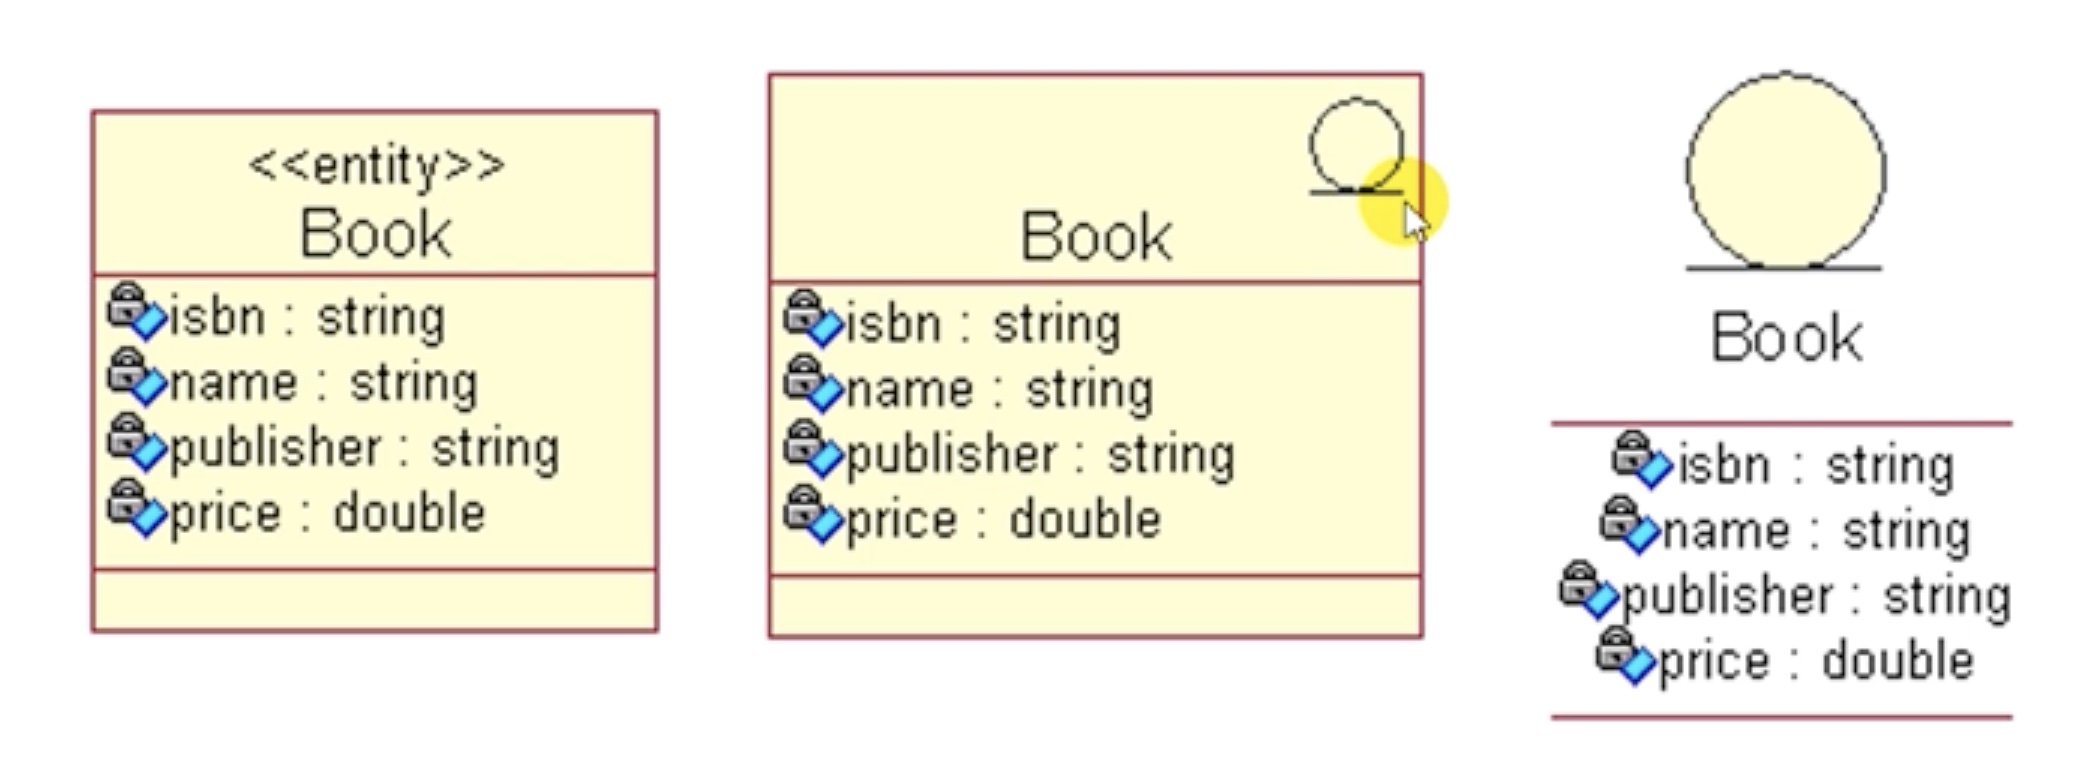 <<entity>>
Book
isbn : string
name : string
publisher : string
price : double
Book
isbn : string
name : string
publisher : string
price : double
Book
isbn : string
name : string
publisher : string
price : double